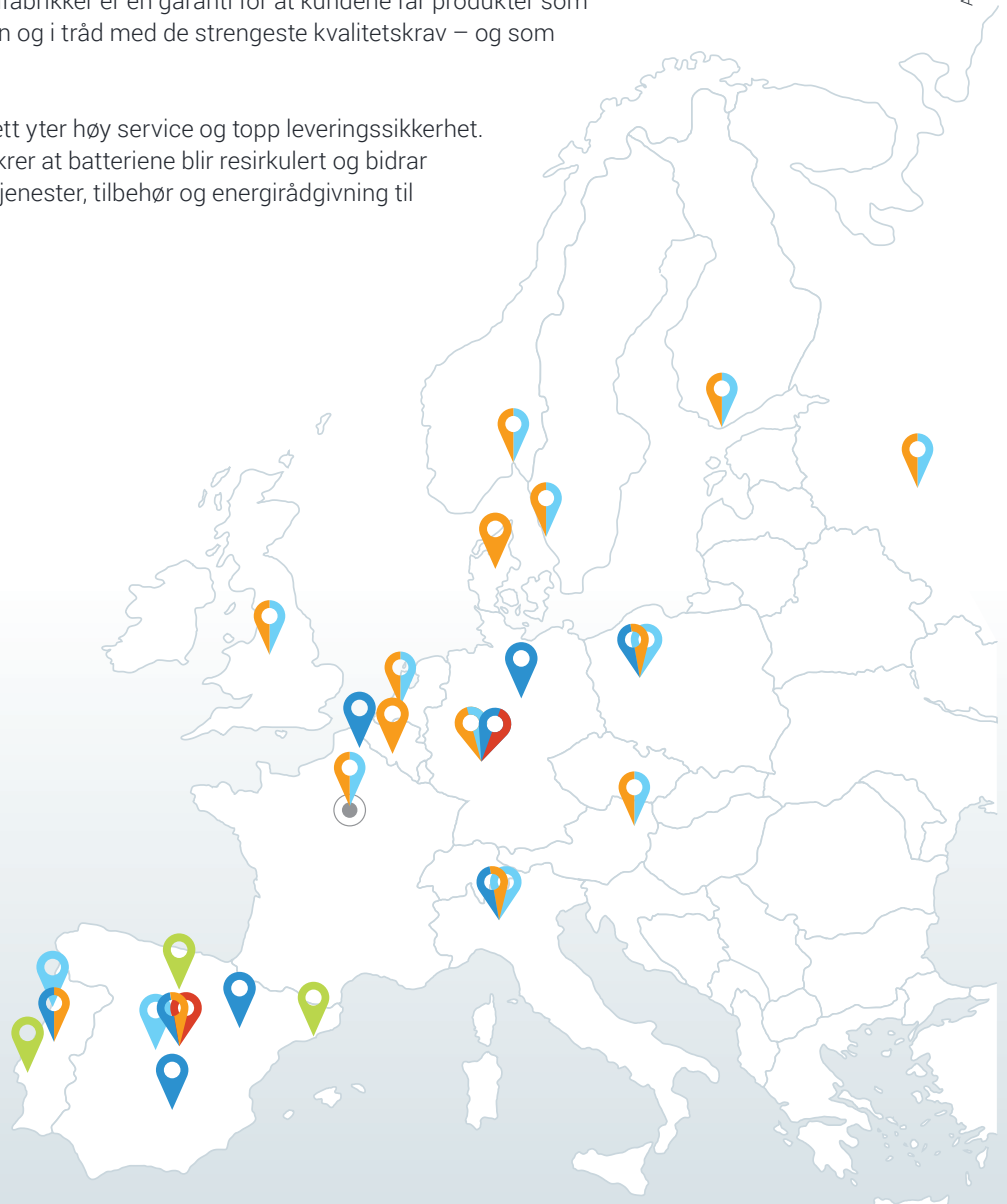 fabrikker er en garanti for at kundene får produkter som
n og i tråd med de strengeste kvalitetskrav – og som
ett yter høy service og topp leveringssikkerhet.
krer at batteriene blir resirkulert og bidrar
jenester, tilbehør og energirådgivning til